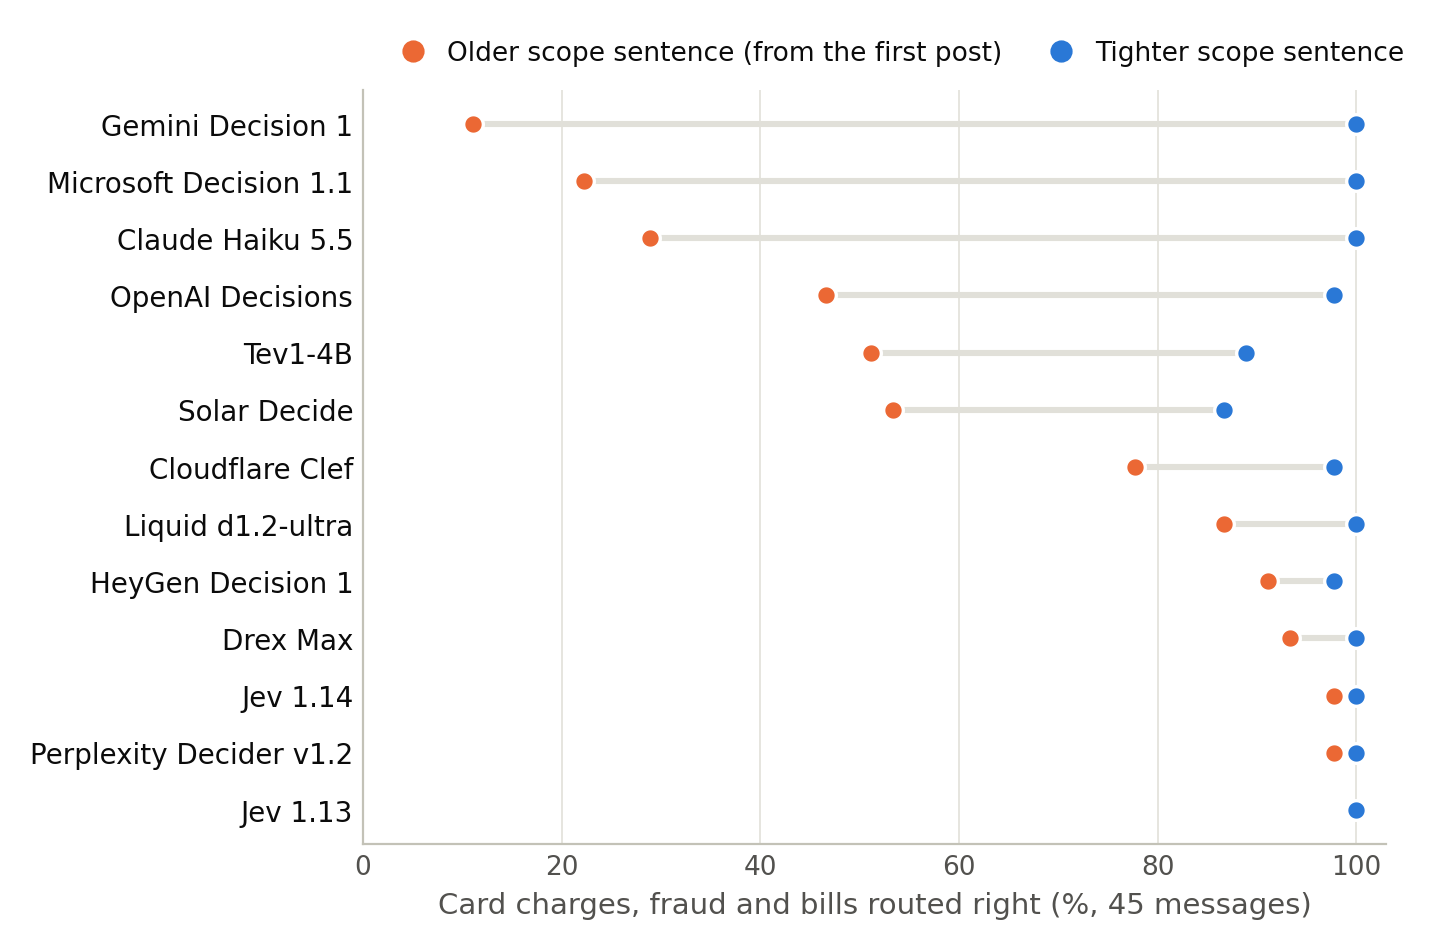 Older scope sentence (from the first post)
Tighter scope sentence
Gemini Decision 1
Microsoft Decision 1.1
Claude Haiku 5.5
OpenAI Decisions
Tev1-4B
Solar Decide
Cloudflare Clef
Liquid d1.2-ultra
HeyGen Decision 1
Drex Max
Jev 1.14
Perplexity Decider v1.2
Jev 1.13
0 20 40 60 80 100
Card charges, fraud and bills routed right (%, 45 messages)